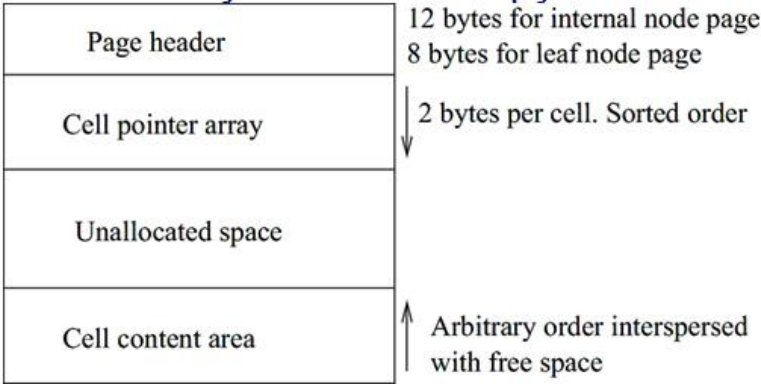 12 bytes for internal node page
Page header
8 bytes for leaf node page
Cell pointer array
2 bytes per cell. Sorted order
Unallocated space
Cell content area
Arbitrary order interspersed
with free space